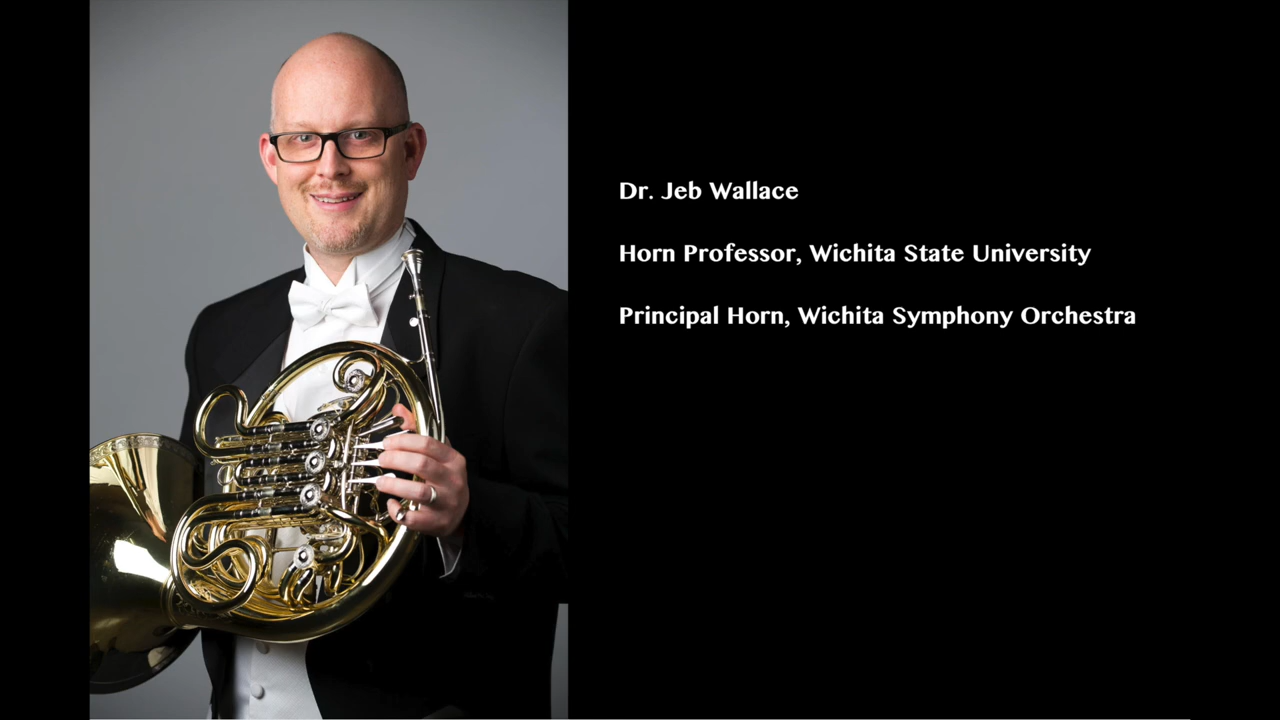 Dr. Jeb Wallace
Horn Professor, Wichita State University
Principal Horn, Wichita Symphony Orchestra